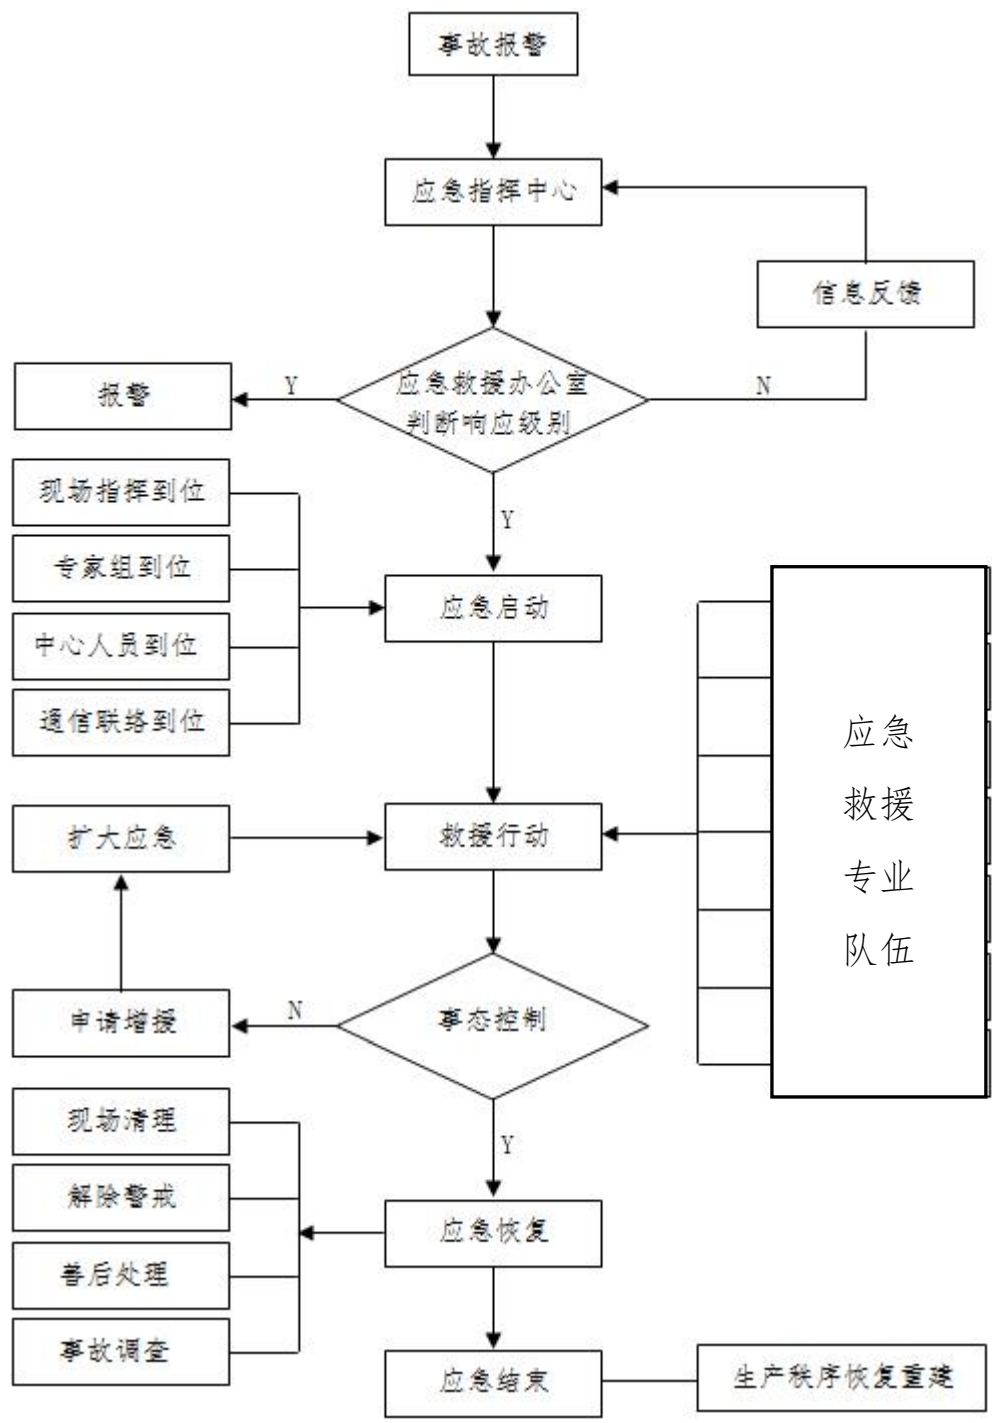 事故报警
应急指挥中心
信息反馈
报警
Y
应急救援办公室
判断响应级别
N
现场指挥到位
Y
专家组到位
应急启动
中心人员到位
通信联络到位
应急
救援
专业
队伍
扩大应急
救援行动
申请增援
N
事态控制
现场清理
Y
解除警戒
应急恢复
善后处理
事故调查
应急结束
生产秩序恢复重建